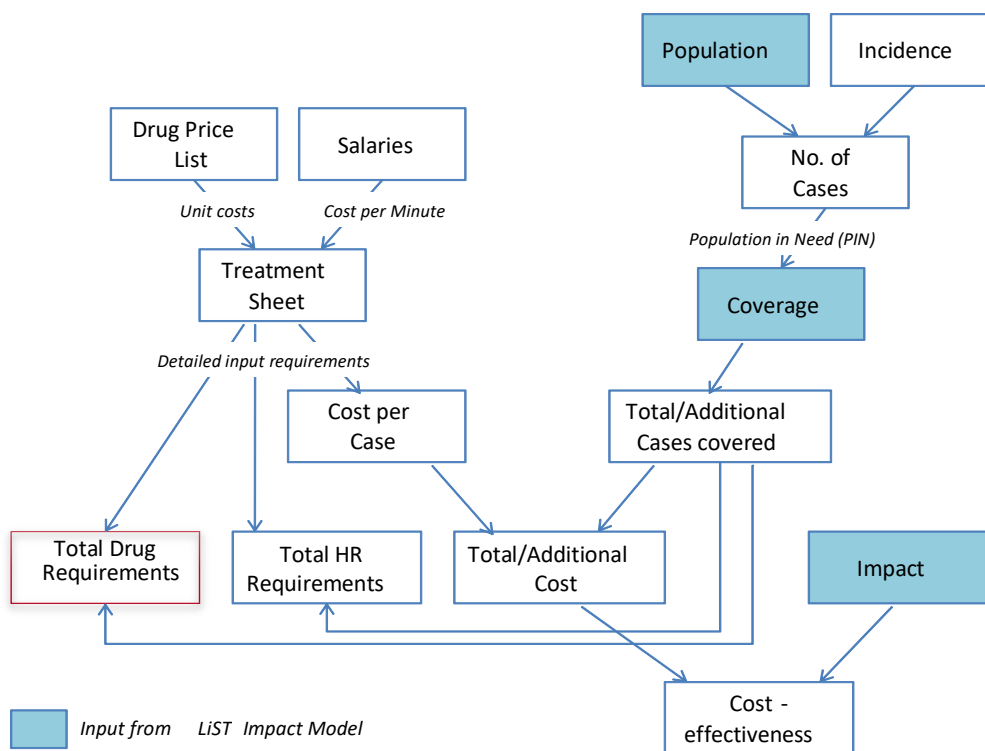 Population
Incidence
Drug Price
List
Salaries
No. of
Cases
Unit costs
Cost per Minute
Population in Need (PIN)
Treatment
Sheet
Coverage
Detailed input requirements
Cost per
Case
Total/Additional
Cases covered
Total Drug
Requirements
Total HR
Requirements
Total/Additional
Cost
Impact
Cost -
effectiveness
Input from LiST Impact Model